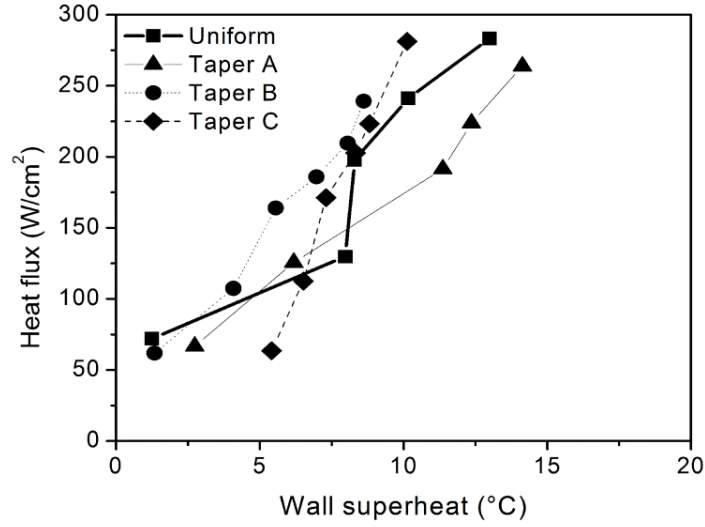 300
250
200
150
100
50
0
Heat flux (W/cm²)
Uniform
Taper A
Taper B
Taper C
0 5 10 15 20
Wall superheat (°C)